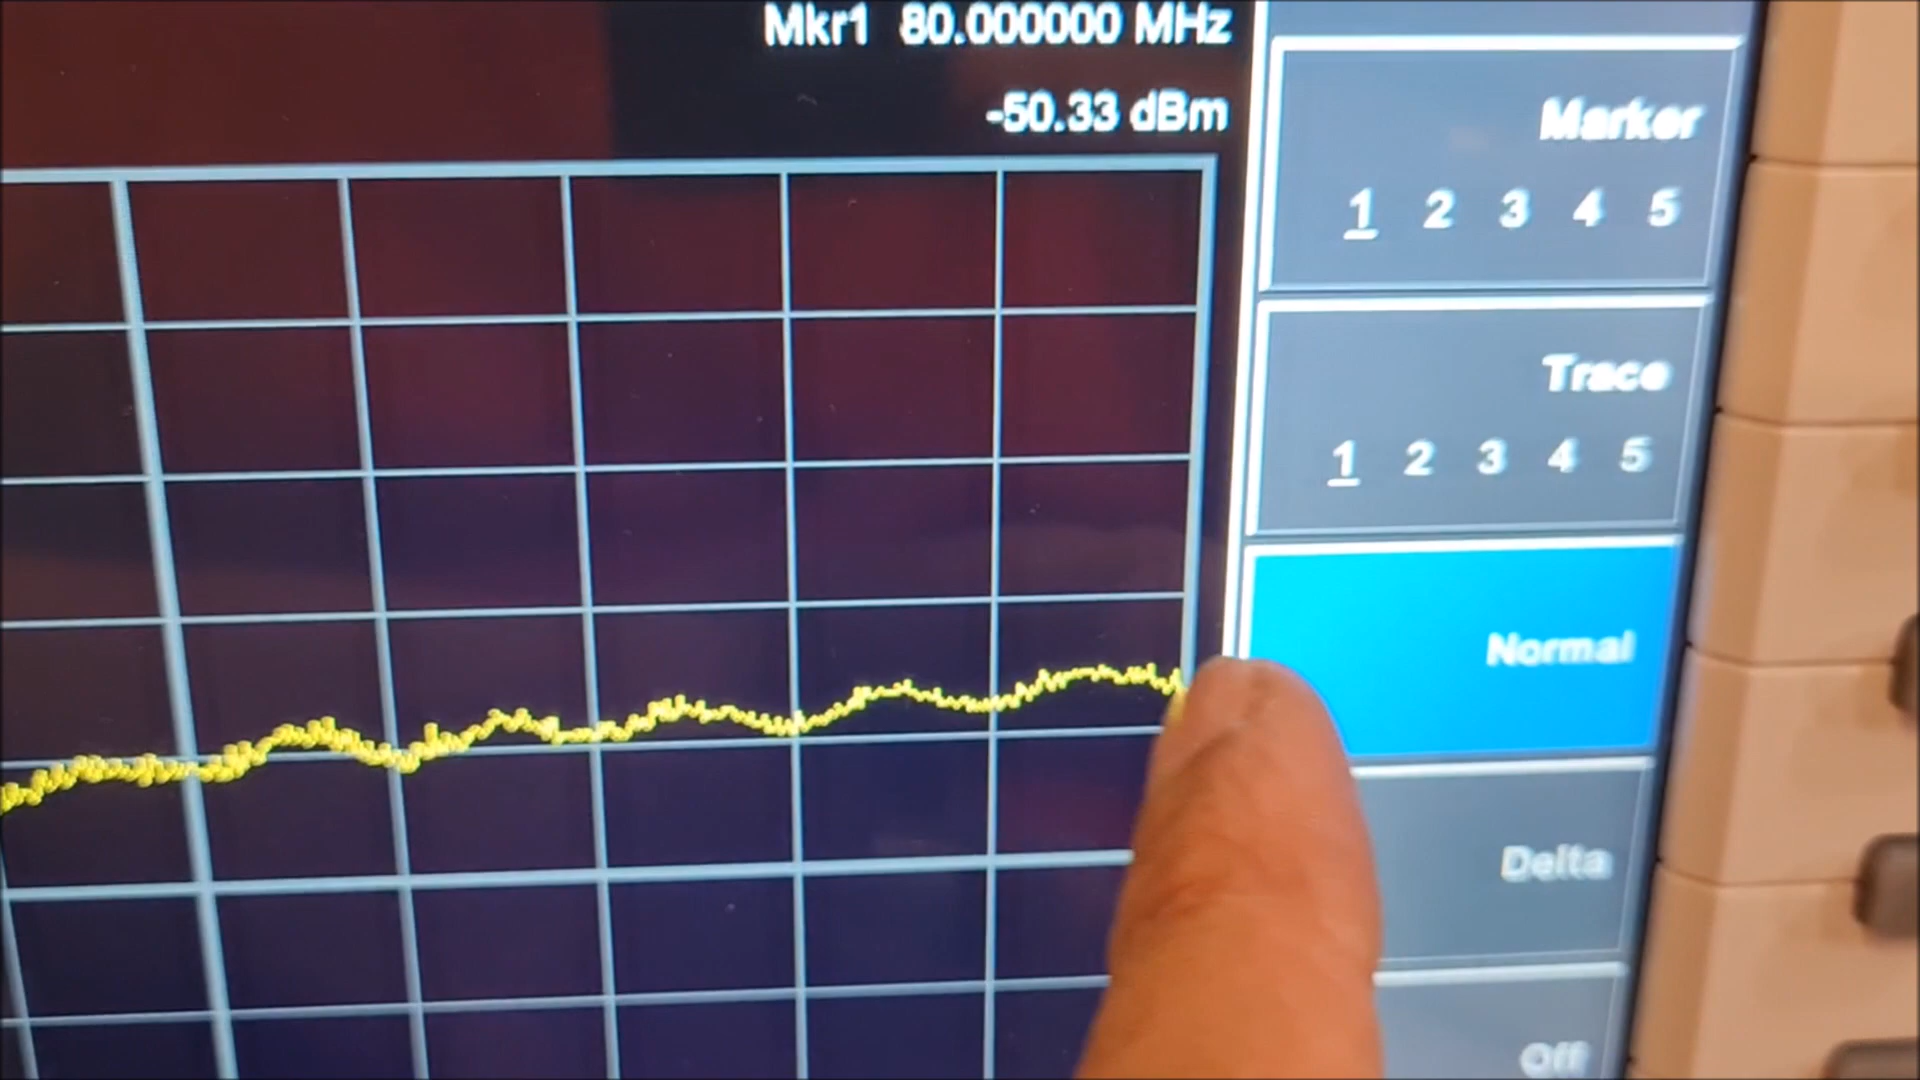 Mkr1 80.000000 MHz
-50.33 dBm
Marker
1 2 3 4 5
Trace
1 2 3 4 5
Normal
Delta
Off